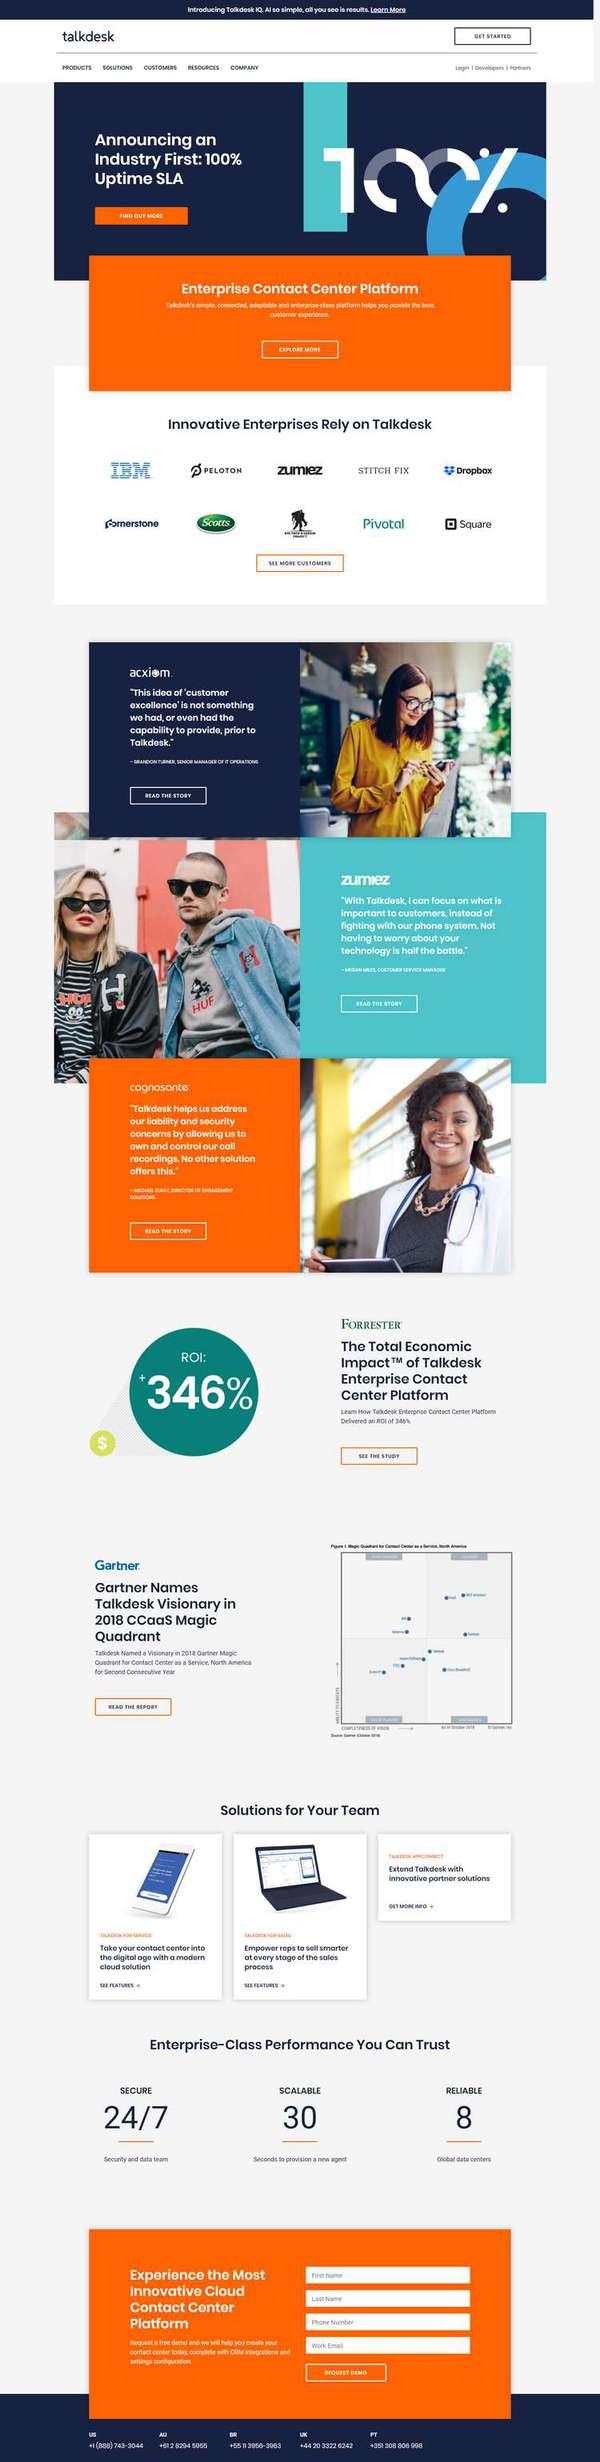 Introducing Talkdesk IQ. AI so simple, all you see is results. Learn More
talkdesk
GET STARTED
PRODUCTS SOLUTIONS CUSTOMERS RESOURCES COMPANY
Login | Developers | Partners
Announcing an
Industry First: 100%
Uptime SLA
FIND OUT MORE
100%
Enterprise Contact Center Platform
Talkdesk's simple, connected, adaptable and enterprise-class platform helps you provide the best
customer experience.
EXPLORE MORE
Innovative Enterprises Rely on Talkdesk
IBM PELOTON zumiez STITCH FIX Dropbox
Cornerstone Scotts Pivotal Square
SEE MORE CUSTOMERS
acxiom
"This idea of 'customer
excellence' is not something
we had, or even had the
capability to provide, prior to
Talkdesk."
– BRANDON TURNER, SENIOR MANAGER OF IT OPERATIONS
READ THE STORY
HUF
H
zumiez
"With Talkdesk, I can focus on what is
important to customers, instead of
fighting with our phone system. Not
having to worry about your
technology is half the battle."
– MEGAN MILES, CUSTOMER SERVICE MANAGER
READ THE STORY
cognosante
"Talkdesk helps us address
our liability and security
concerns by allowing us to
own and control our call
recordings. No other solution
offers this."
SOLUTIONS
READ THE STORY
ROI:
+346%
$
FORRESTER
The Total Economic
Impact™ of Talkdesk
Enterprise Contact
Center Platform
Learn How Talkdesk Enterprise Contact Center Platform
Delivered an ROI of 346%
SEE THE STUDY
Gartner
Gartner Names
Talkdesk Visionary in
2018 CCaaS Magic
Quadrant
Talkdesk Named a Visionary in 2018 Gartner Magic
Quadrant for Contact Center as a Service, North America
for Second Consecutive Year
READ THE REPORT
Figure 1. Magic Quadrant for Contact Center as a Service, North America
ABILITY TO EXECUTE
COMPLETENESS OF VISION
As of October 2018
© Gartner, Inc
Source: Gartner (October 2018)
Solutions for Your Team
TALKDESK FOR SERVICE
Take your contact center into
the digital age with a modern
cloud solution
SEE FEATURES +
TALKDESK FOR SALES
Empower reps to sell smarter
at every stage of the sales
process
SEE FEATURES +
TALKDESK APPCONNECT
Extend Talkdesk with
innovative partner solutions
GET MORE INFO +
Enterprise-Class Performance You Can Trust
SECURE
24/7
Security and data team
SCALABLE
30
Seconds to provision a new agent
RELIABLE
8
Global data centers
Experience the Most
Innovative Cloud
Contact Center
Platform
Request a free demo and we will help you create your
contact center today, complete with CRM integrations and
settings configuration.
First Name
Last Name
Phone Number
Work Email
REQUEST DEMO
US AU BR UK PT
+1 (888) 743-3044 +61 2 8294 5955 +55 11 3956-3963 +44 20 3322 6242 +351 308 806 998